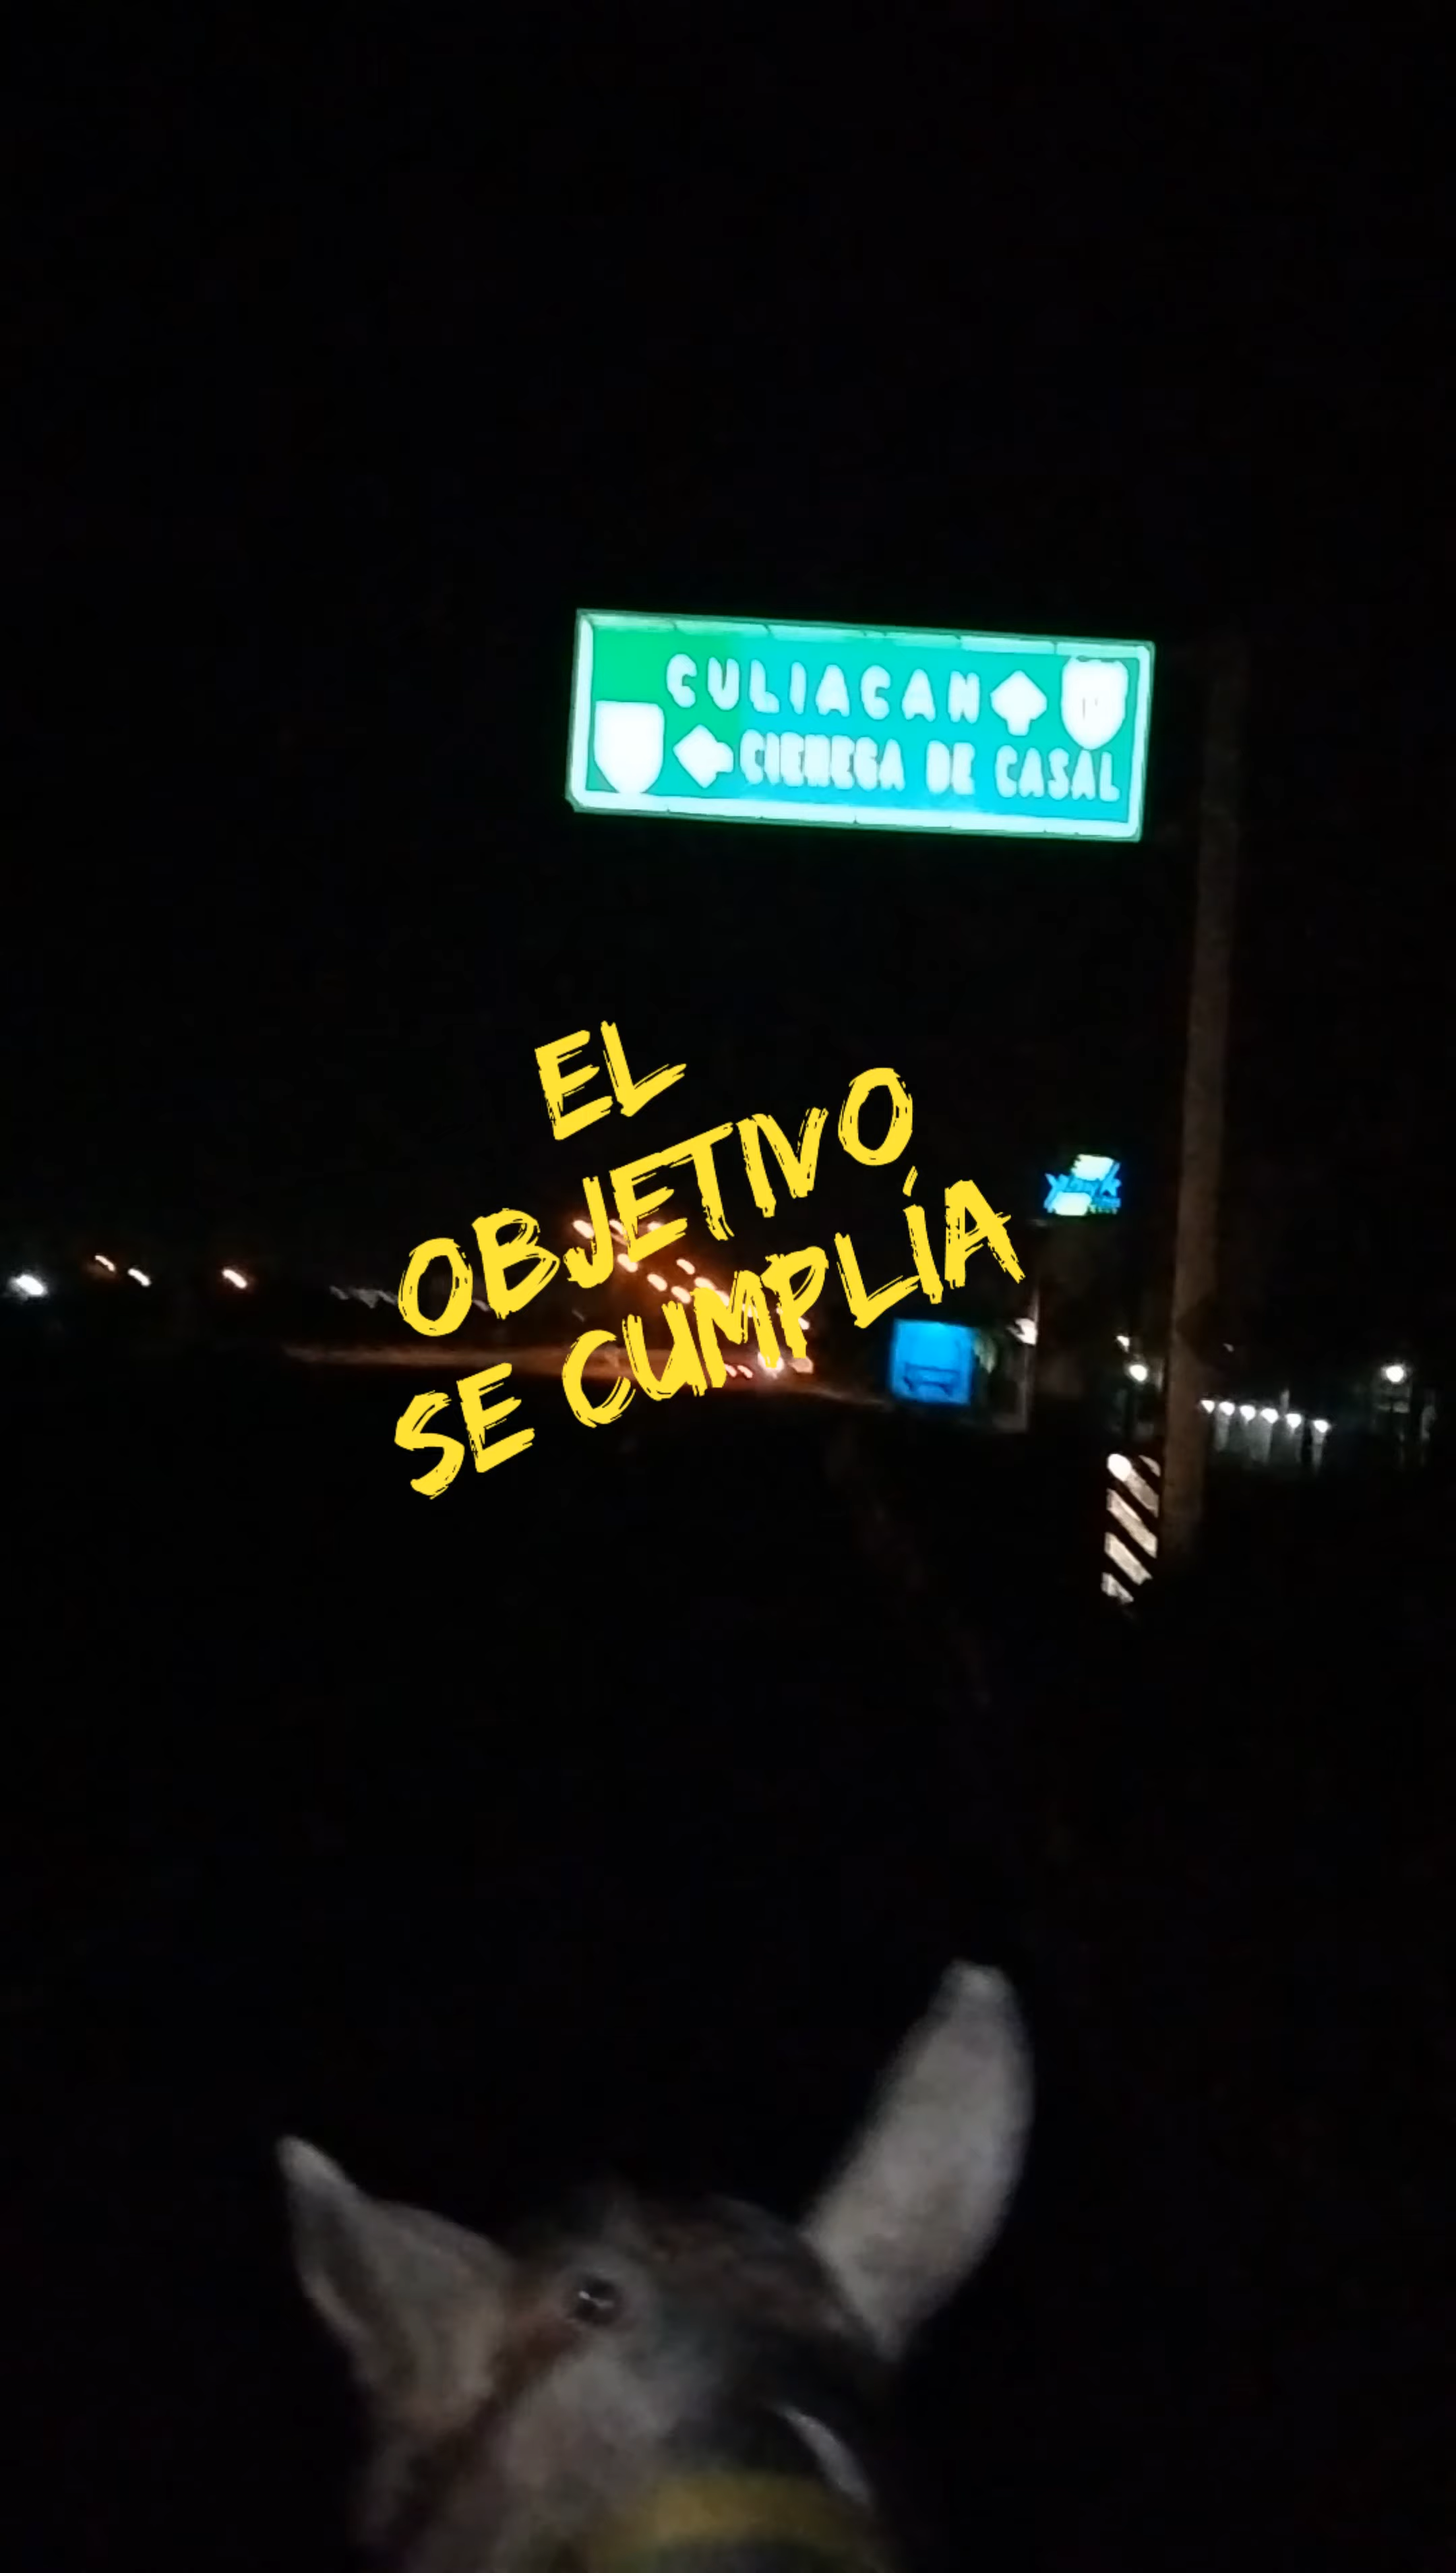 CULIACAN
CIENEGA DE CASAL
EL
OBJETIVO
SE CUMPLÍA